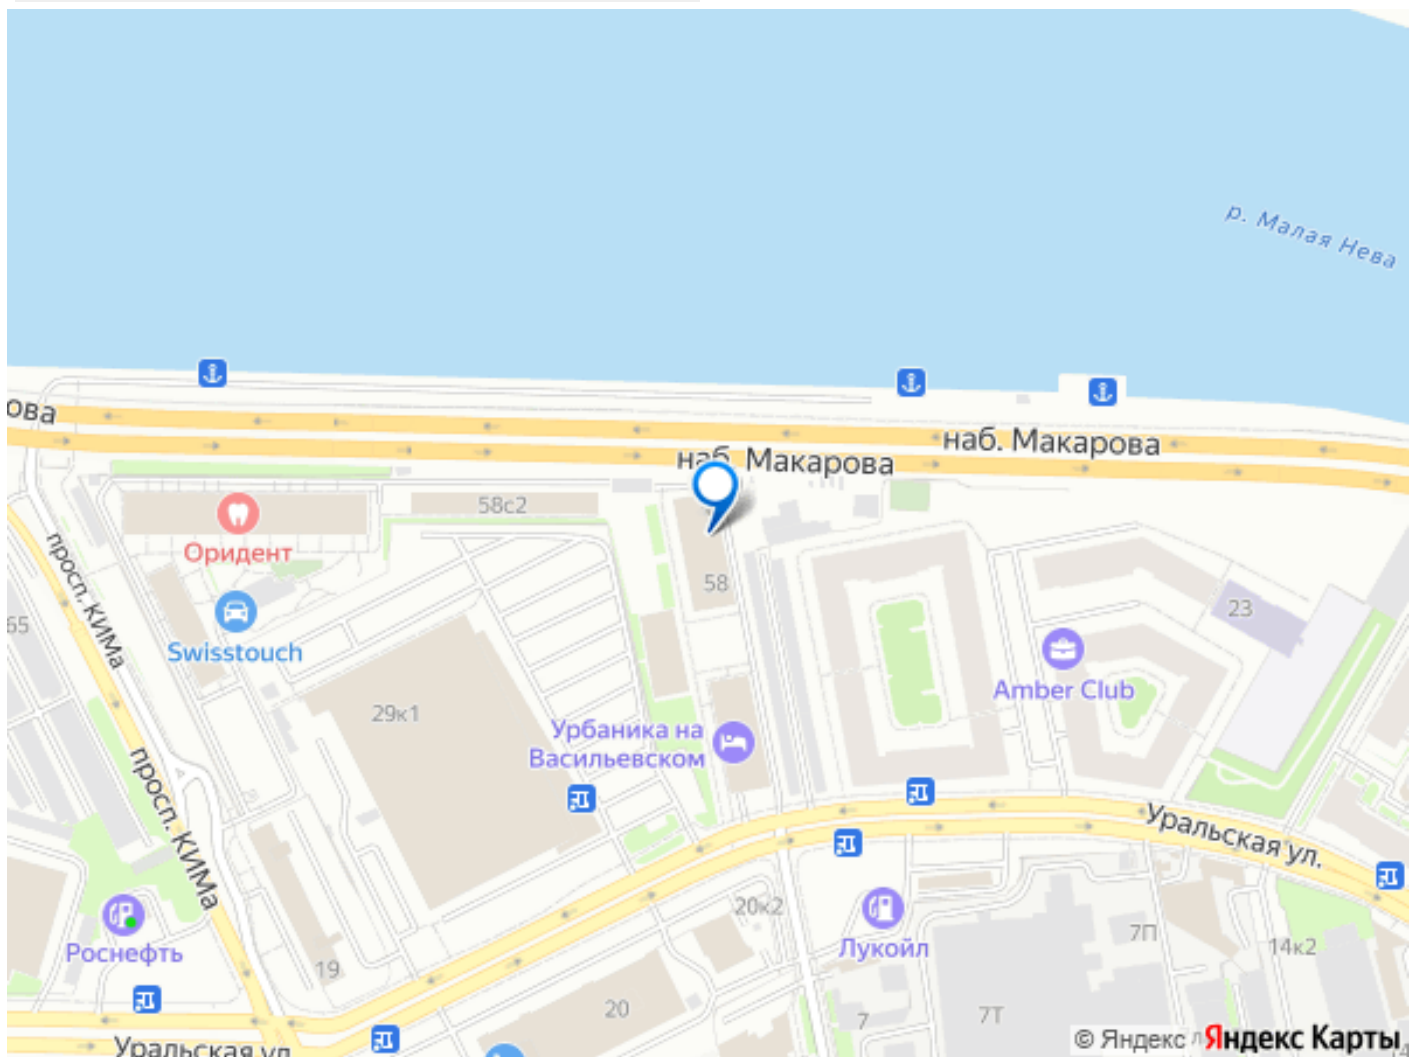 р. Малая Нева
ова
наб. Макарова
наб. Макарова
58с2
Оридент
просп. КИМа
58
65
23
Swisstouch
Amber Club
29к1
Урбаника на
Васильевском
просп. КИМа
Уральская ул.
20к2
Роснефть
Лукойл
7П
14к2
19
20
7
7Т
Уральская ул.
© Яндекс
Яндекс Карты